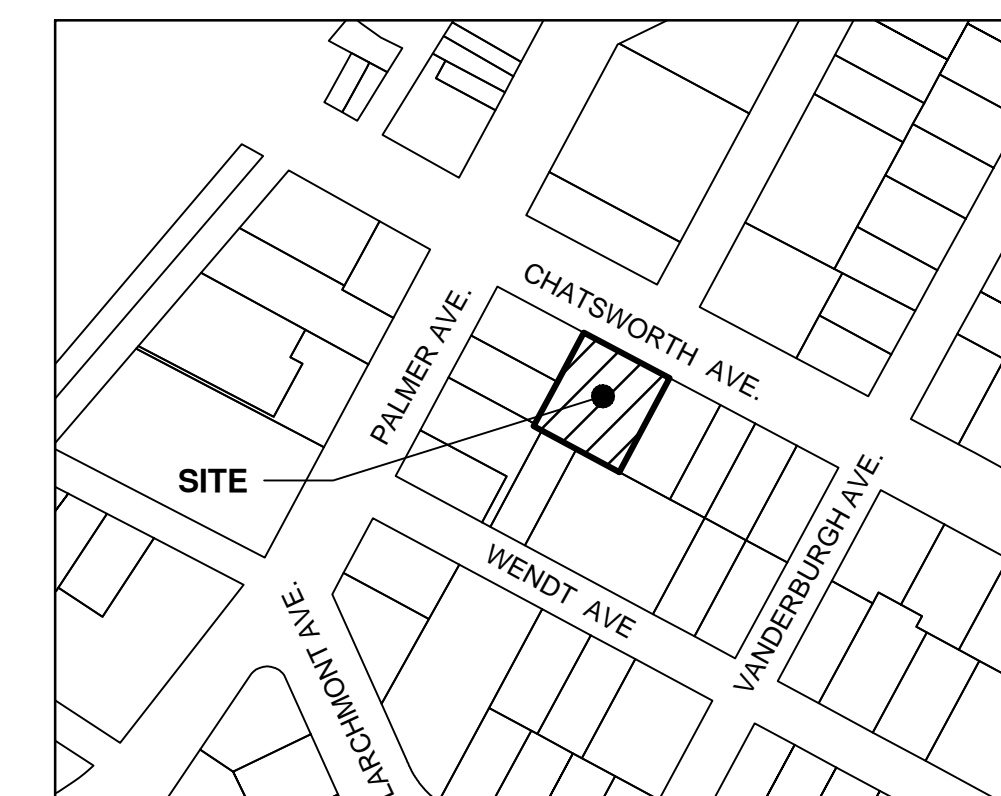 CHATSWORTH AVE.
PALMER AVE.
SITE
VANDERBURGH AVE.
WENDT AVE
LARCHMONT AVE.